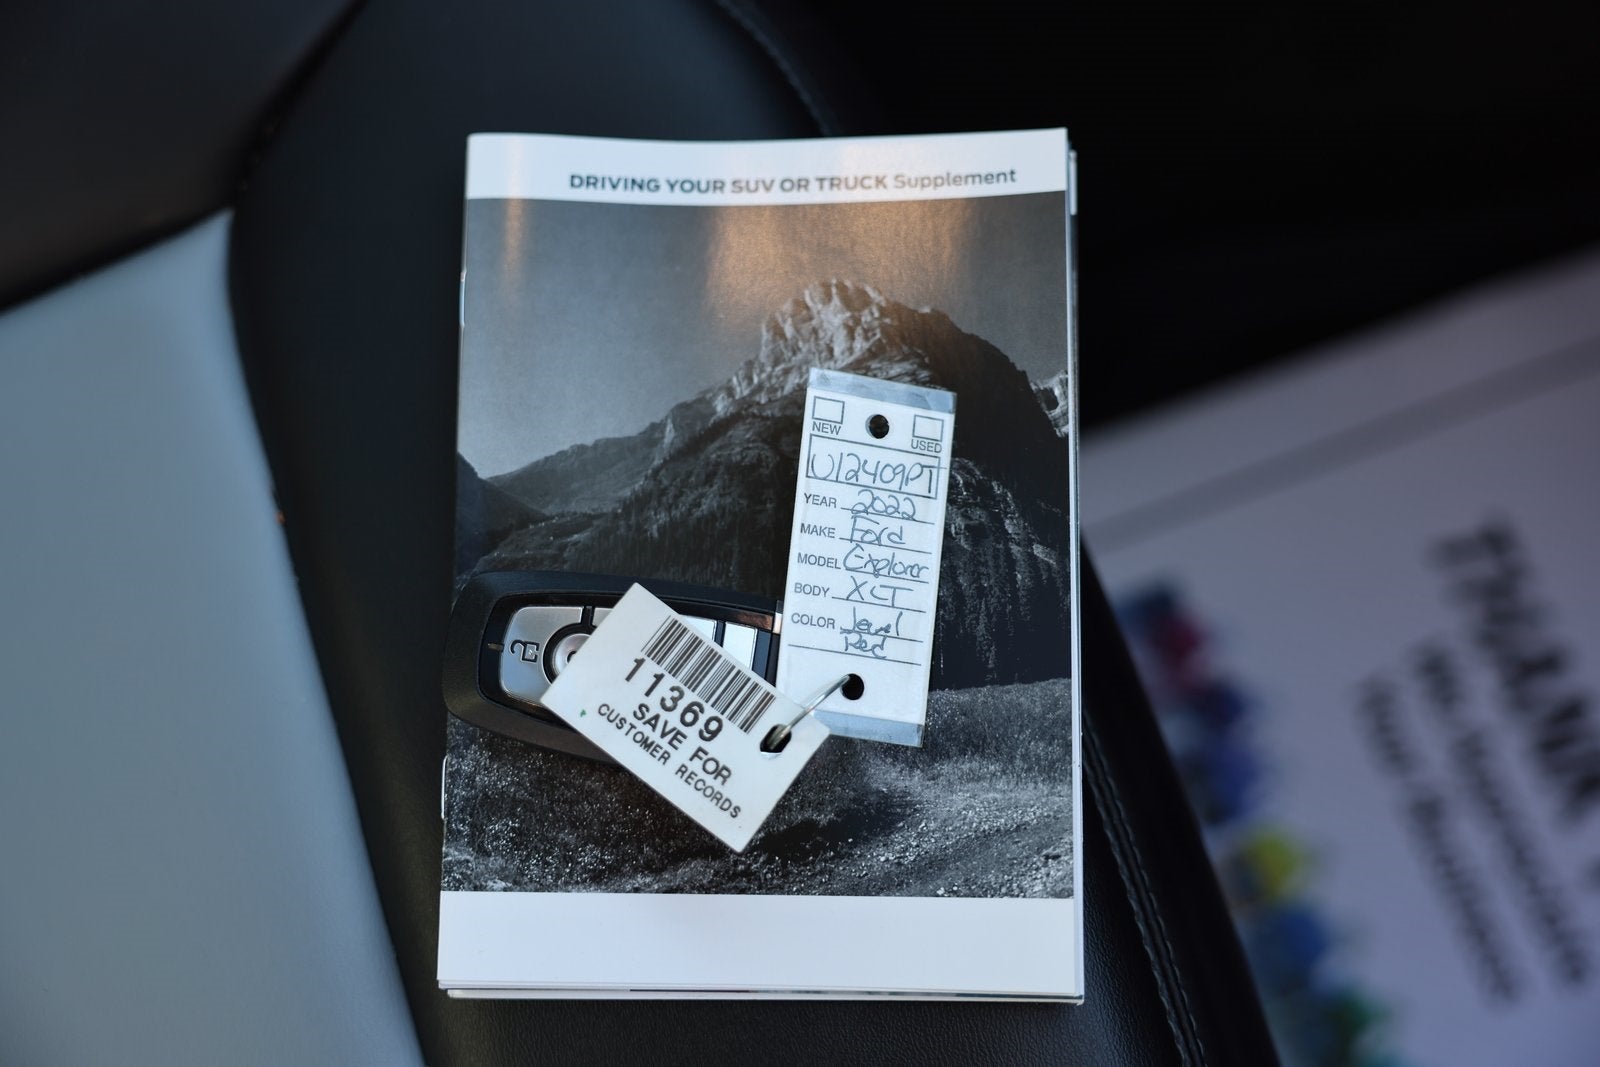 DRIVING YOUR SUV OR TRUCK Supplement
NEW
USED
U12409PT
YEAR 2022
MAKE Ford
MODEL Explorer
BODY XLT
COLOR Jewel
Red
11369
SAVE FOR
CUSTOMER RECORDS
THANK